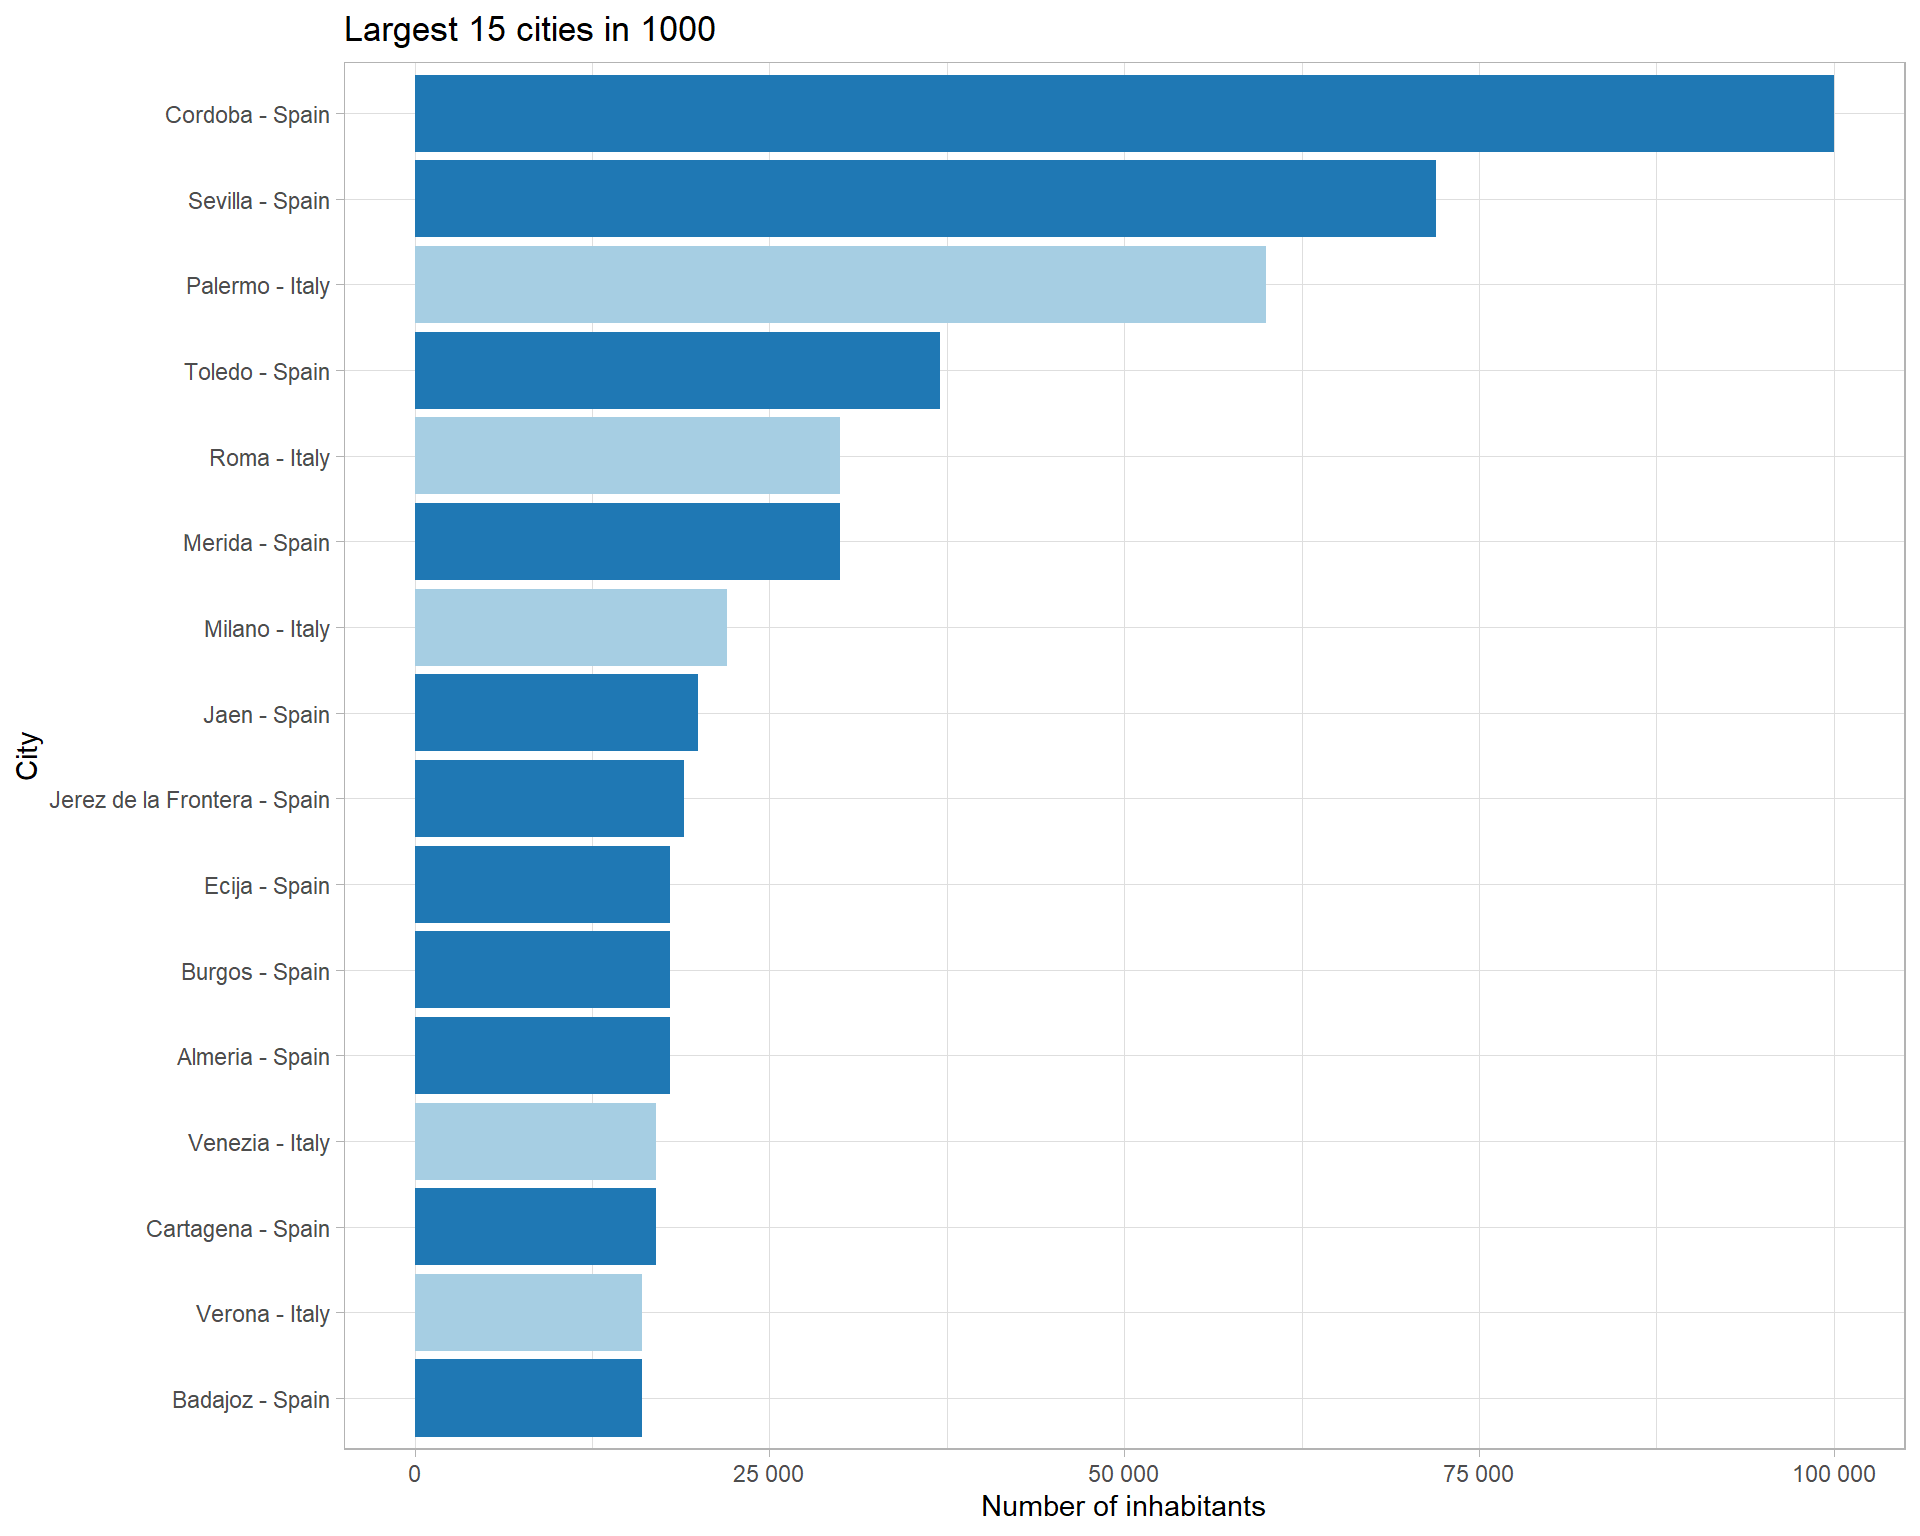 Largest 15 cities in 1000
Cordoba - Spain
Sevilla - Spain
Palermo - Italy
Toledo - Spain
Roma - Italy
Merida - Spain
Milano - Italy
Jaen - Spain
City
Jerez de la Frontera - Spain
Ecija - Spain
Burgos - Spain
Almeria - Spain
Venezia - Italy
Cartagena - Spain
Verona - Italy
Badajoz - Spain
0 25 000 50 000 75 000 100 000
Number of inhabitants